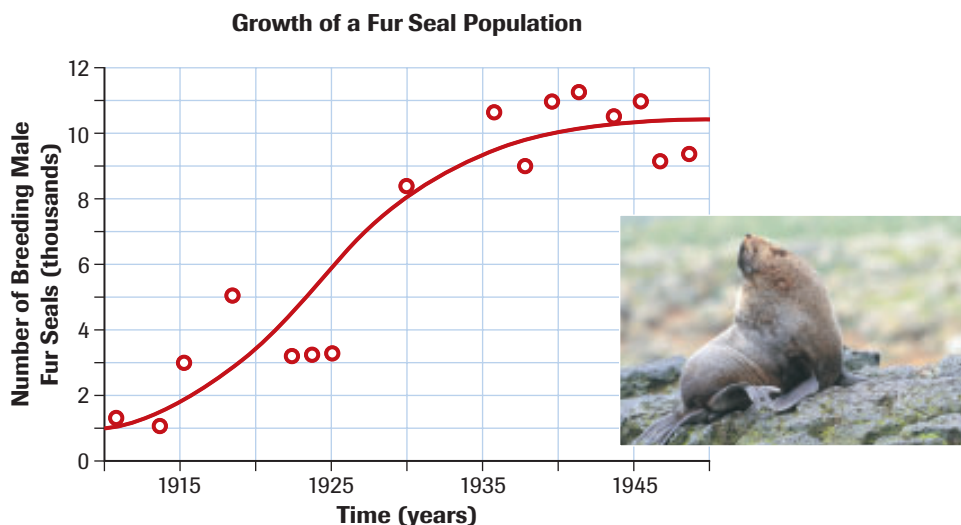 Growth of a Fur Seal Population
12
10
8
6
4
2
0
Number of Breeding Male
Fur Seals (thousands)
1915
1925
1935
1945
Time (years)